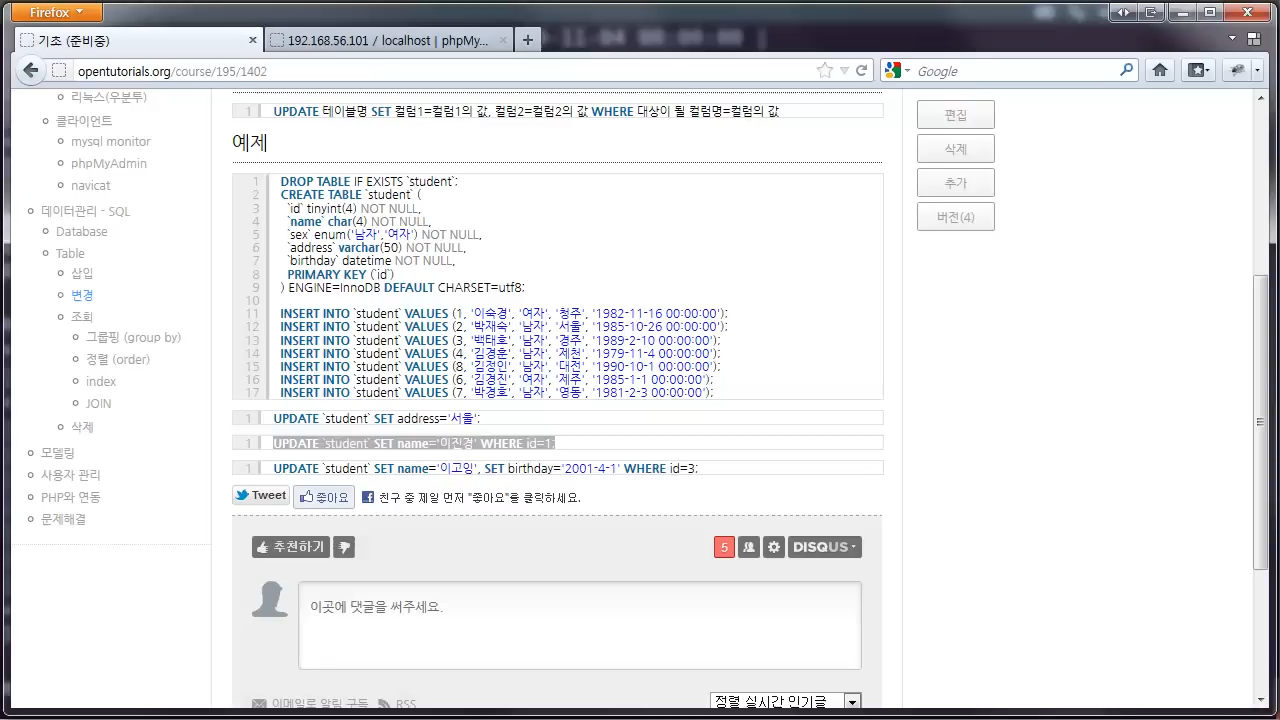 Firefox
기초 (준비중)
192.168.56.101 / localhost | phpMy...
opentutorials.org/course/195/1402
Google
리눅스(우분투)
클라이언트
mysql monitor
phpMyAdmin
navicat
데이터관리 - SQL
Database
Table
삽입
변경
조회
그룹핑 (group by)
정렬 (order)
index
JOIN
삭제
모델링
사용자 관리
PHP와 연동
문제해결
1 UPDATE 테이블명 SET 컬럼1=컬럼1의 값, 컬럼2=컬럼2의 값 WHERE 대상이 될 컬럼명=컬럼의 값
예제
1 DROP TABLE IF EXISTS `student`;
2 CREATE TABLE `student` (
3 `id` tinyint(4) NOT NULL,
4 `name` char(4) NOT NULL,
5 `sex` enum('남자','여자') NOT NULL,
6 `address` varchar(50) NOT NULL,
7 `birthday` datetime NOT NULL,
8 PRIMARY KEY (`id`)
9 ) ENGINE=InnoDB DEFAULT CHARSET=utf8;
10
11 INSERT INTO `student` VALUES (1, '이숙경', '여자', '청주', '1982-11-16 00:00:00');
12 INSERT INTO `student` VALUES (2, '박재숙', '남자', '서울', '1985-10-26 00:00:00');
13 INSERT INTO `student` VALUES (3, '백태호', '남자', '경주', '1989-2-10 00:00:00');
14 INSERT INTO `student` VALUES (4, '김경훈', '남자', '제천', '1979-11-4 00:00:00');
15 INSERT INTO `student` VALUES (8, '김정인', '남자', '대전', '1990-10-1 00:00:00');
16 INSERT INTO `student` VALUES (6, '김경진', '여자', '제주', '1985-1-1 00:00:00');
17 INSERT INTO `student` VALUES (7, '박경호', '남자', '영동', '1981-2-3 00:00:00');
1 UPDATE `student` SET address='서울';
1 UPDATE `student` SET name='이진경' WHERE id=1;
1 UPDATE `student` SET name='이고잉', SET birthday='2001-4-1' WHERE id=3;
Tweet 좋아요 친구 중 제일 먼저 "좋아요"를 클릭하세요.
추천하기 5 DISQUS
이곳에 댓글을 써주세요.
이메일로 알림 구독 RSS 정렬 실시간 인기글
편집
삭제
추가
버전(4)